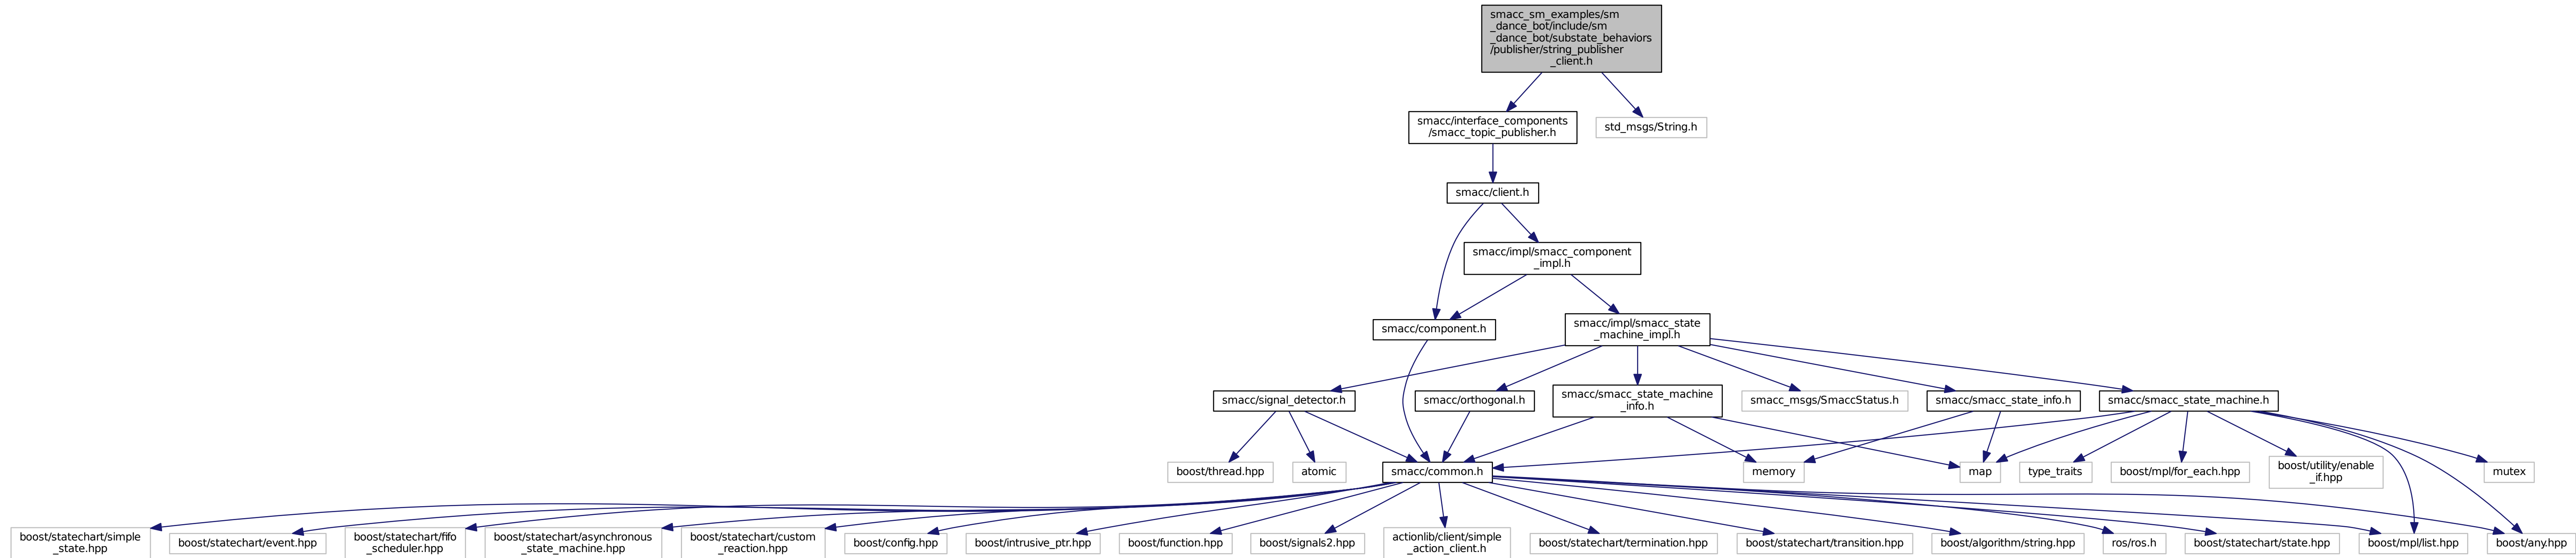 smacc_sm_examples/sm
_dance_bot/include/sm
_dance_bot/substate_behaviors
/publisher/string_publisher
_client.h
smacc/interface_components
/smacc_topic_publisher.h
std_msgs/String.h
smacc/client.h
smacc/impl/smacc_component
_impl.h
smacc/component.h
smacc/impl/smacc_state
_machine_impl.h
smacc/signal_detector.h
smacc/orthogonal.h
smacc/smacc_state_machine
_info.h
smacc_msgs/SmaccStatus.h
smacc/smacc_state_info.h
smacc/smacc_state_machine.h
boost/thread.hpp
atomic
smacc/common.h
memory
map
type_traits
boost/mpl/for_each.hpp
boost/utility/enable
_if.hpp
mutex
boost/statechart/simple
_state.hpp
boost/statechart/event.hpp
boost/statechart/fifo
_scheduler.hpp
boost/statechart/asynchronous
_state_machine.hpp
boost/statechart/custom
_reaction.hpp
boost/config.hpp
boost/intrusive_ptr.hpp
boost/function.hpp
boost/signals2.hpp
actionlib/client/simple
_action_client.h
boost/statechart/termination.hpp
boost/statechart/transition.hpp
boost/algorithm/string.hpp
ros/ros.h
boost/statechart/state.hpp
boost/mpl/list.hpp
boost/any.hpp